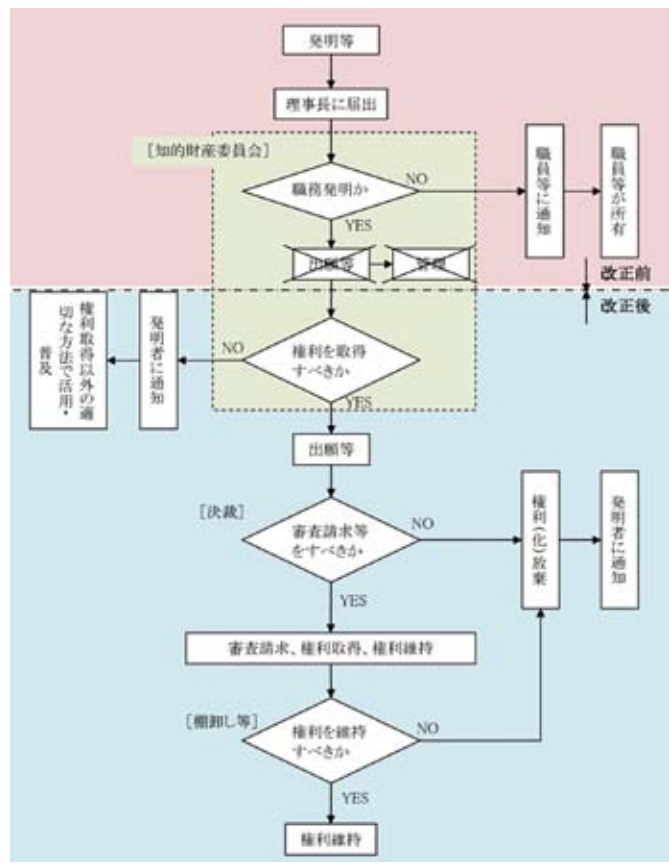 発明等
理事長に届出
[知的財産委員会]
職務発明か
NO
YES
職員等に通知
職員等が所有
出願等
管理
改正前
改正後
権利を取得
すべきか
NO
YES
発明者に通知
権利取得以外の適
切な方法で活用・
普及
出願等
[決裁]
審査請求等
をすべきか
NO
YES
権利(化)放棄
発明者に通知
審査請求、権利取得、権利維持
[棚卸し等]
権利を維持
すべきか
NO
YES
権利維持